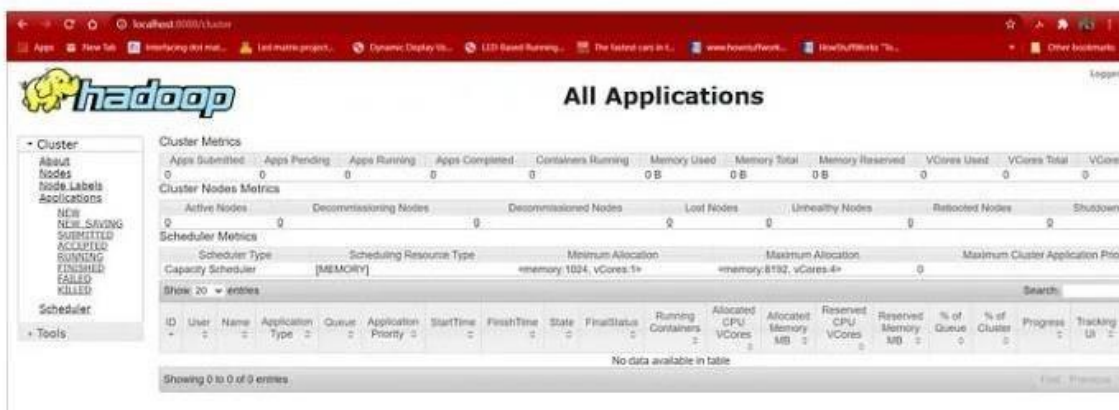 localhost:8088/cluster
Apps New Tab Interfacing dot mat... Led matrix project... Dynamic Display Us... LED Based Running... The fastest cars in t... www.howstuffwork... HowStuffWorks "Is... Other bookmarks
hadoop
All Applications
Logged
Cluster
About
Nodes
Node Labels
Applications
NEW
NEW_SAVING
SUBMITTED
ACCEPTED
RUNNING
FINISHED
FAILED
KILLED
Scheduler
Tools
Cluster Metrics
Apps Submitted Apps Pending Apps Running Apps Completed Containers Running Memory Used Memory Total Memory Reserved VCores Used VCores Total VCore
0 0 0 0 0 0 B 0 B 0 B 0 0 0
Cluster Nodes Metrics
Active Nodes Decommissioning Nodes Decommissioned Nodes Lost Nodes Unhealthy Nodes Rebooted Nodes Shutdown
0 0 0 0 0 0 0
Scheduler Metrics
Scheduler Type Scheduling Resource Type Minimum Allocation Maximum Allocation Maximum Cluster Application Prio
Capacity Scheduler [MEMORY] <memory:1024, vCores:1> <memory:8192, vCores:4> 0
Show 20 entries Search:
ID User Name Application Type Queue Application Priority StartTime FinishTime State FinalStatus Running Containers Allocated CPU VCores Allocated Memory MB Reserved CPU VCores Reserved Memory MB % of Queue % of Cluster Progress Tracking UI
No data available in table
Showing 0 to 0 of 0 entries First Previous